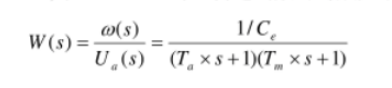 W(s) = ω(s) / U_a(s) = 1/C_e / (T_a × s + 1)(T_m × s + 1)